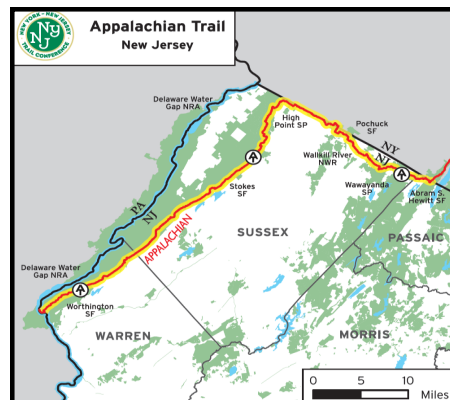 NEW YORK - NEW JERSEY
NY
NJ
TRAIL CONFERENCE
Appalachian Trail
New Jersey
Delaware Water
Gap NRA
High
Point SP
Pochuck
SF
NY
NJ
Wallkill River
NWR
Stokes
SF
Wawayanda
SP
Abram S.
Hewitt SF
PA
NJ
APPALACHIAN
SUSSEX
PASSAIC
Delaware Water
Gap NRA
Worthington
SF
WARREN
MORRIS
0 5 10
Miles